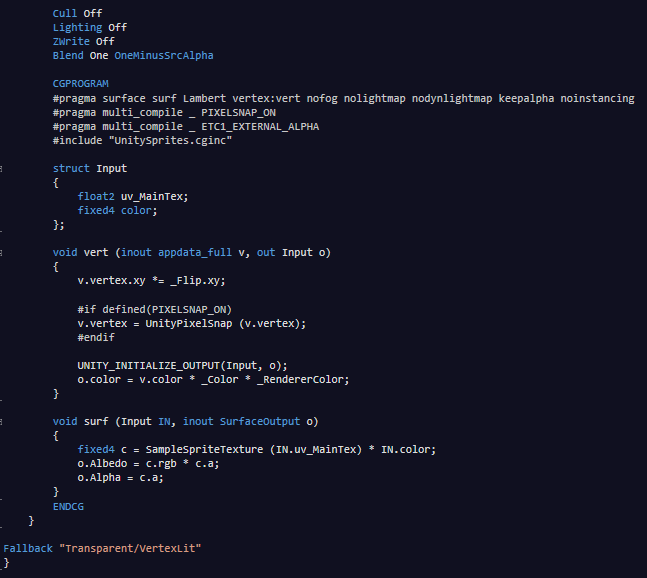 Cull Off
Lighting Off
ZWrite Off
Blend One OneMinusSrcAlpha
CGPROGRAM
#pragma surface surf Lambert vertex:vert nofog nolightmap nodynlightmap keepalpha noinstancing
#pragma multi_compile _ PIXELSNAP_ON
#pragma multi_compile _ ETC1_EXTERNAL_ALPHA
#include "UnitySprites.cginc"
struct Input
{
float2 uv_MainTex;
fixed4 color;
};
void vert (inout appdata_full v, out Input o)
{
v.vertex.xy *= _Flip.xy;
#if defined(PIXELSNAP_ON)
v.vertex = UnityPixelSnap (v.vertex);
#endif
UNITY_INITIALIZE_OUTPUT(Input, o);
o.color = v.color * _Color * _RendererColor;
}
void surf (Input IN, inout SurfaceOutput o)
{
fixed4 c = SampleSpriteTexture (IN.uv_MainTex) * IN.color;
o.Albedo = c.rgb * c.a;
o.Alpha = c.a;
}
ENDCG
}
Fallback "Transparent/VertexLit"
}